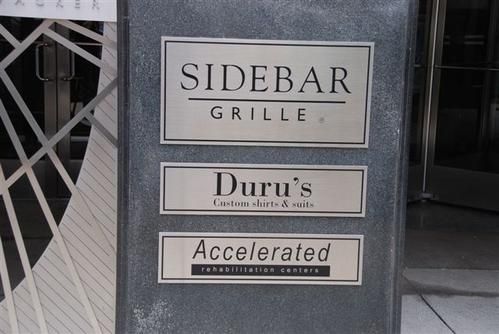 SIDEBAR
GRILLE
Duru's
Custom shirts & suits
Accelerated
rehabilitation centers